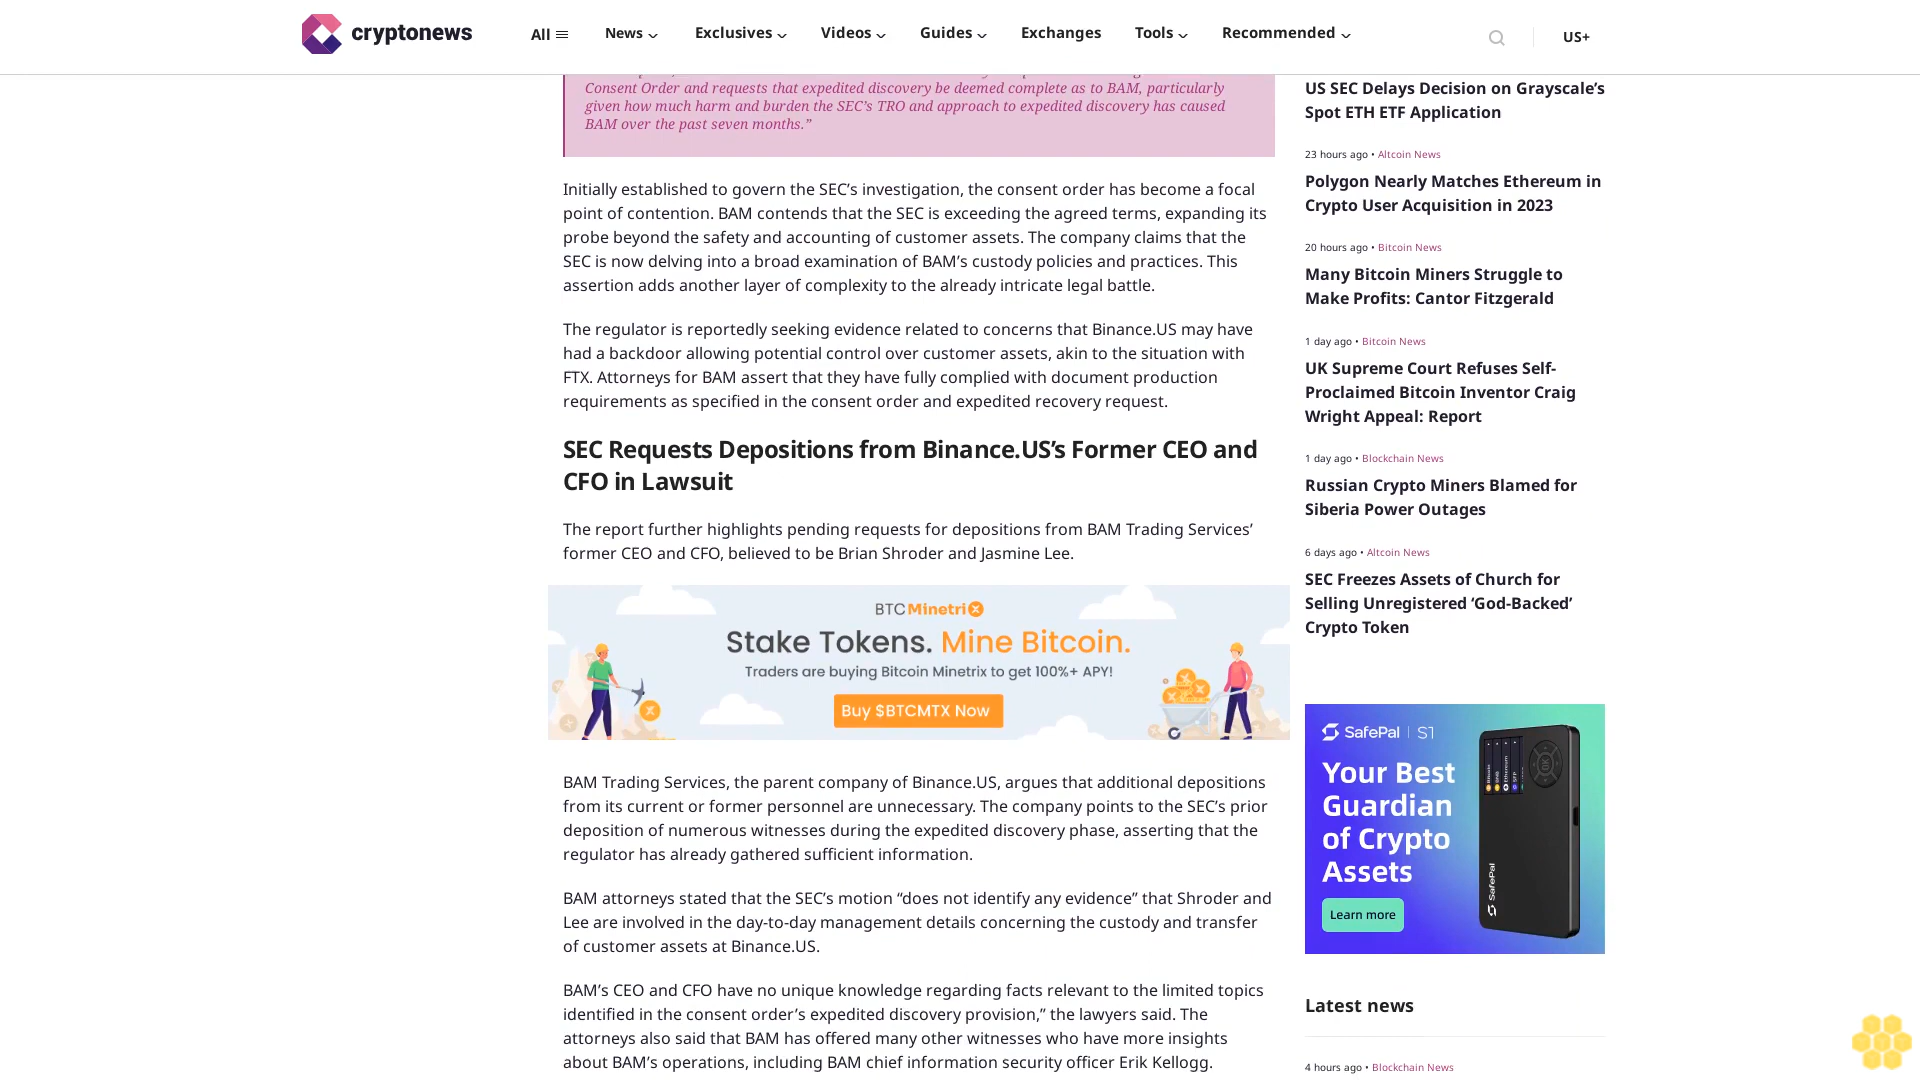 cryptonews
All
News
Exclusives
Videos
Guides
Exchanges
Tools
Recommended
US+
Consent Order and requests that expedited discovery be deemed complete as to BAM, particularly
given how much harm and burden the SEC’s TRO and approach to expedited discovery has caused
BAM over the past seven months.”
Initially established to govern the SEC’s investigation, the consent order has become a focal
point of contention. BAM contends that the SEC is exceeding the agreed terms, expanding its
probe beyond the safety and accounting of customer assets. The company claims that the
SEC is now delving into a broad examination of BAM’s custody policies and practices. This
assertion adds another layer of complexity to the already intricate legal battle.
The regulator is reportedly seeking evidence related to concerns that Binance.US may have
had a backdoor allowing potential control over customer assets, akin to the situation with
FTX. Attorneys for BAM assert that they have fully complied with document production
requirements as specified in the consent order and expedited recovery request.
SEC Requests Depositions from Binance.US’s Former CEO and
CFO in Lawsuit
The report further highlights pending requests for depositions from BAM Trading Services’
former CEO and CFO, believed to be Brian Shroder and Jasmine Lee.
BTC Minetrix
Stake Tokens. Mine Bitcoin.
Traders are buying Bitcoin Minetrix to get 100%+ APY!
Buy $BTCMTX Now
BAM Trading Services, the parent company of Binance.US, argues that additional depositions
from its current or former personnel are unnecessary. The company points to the SEC’s prior
deposition of numerous witnesses during the expedited discovery phase, asserting that the
regulator has already gathered sufficient information.
BAM attorneys stated that the SEC’s motion “does not identify any evidence” that Shroder and
Lee are involved in the day-to-day management details concerning the custody and transfer
of customer assets at Binance.US.
BAM’s CEO and CFO have no unique knowledge regarding facts relevant to the limited topics
identified in the consent order’s expedited discovery provision,” the lawyers said. The
attorneys also said that BAM has offered many other witnesses who have more insights
about BAM’s operations, including BAM chief information security officer Erik Kellogg.
US SEC Delays Decision on Grayscale’s
Spot ETH ETF Application
23 hours ago • Altcoin News
Polygon Nearly Matches Ethereum in
Crypto User Acquisition in 2023
20 hours ago • Bitcoin News
Many Bitcoin Miners Struggle to
Make Profits: Cantor Fitzgerald
1 day ago • Bitcoin News
UK Supreme Court Refuses Self-
Proclaimed Bitcoin Inventor Craig
Wright Appeal: Report
1 day ago • Blockchain News
Russian Crypto Miners Blamed for
Siberia Power Outages
6 days ago • Altcoin News
SEC Freezes Assets of Church for
Selling Unregistered ‘God-Backed’
Crypto Token
SafePal | S1
Your Best
Guardian
of Crypto
Assets
Learn more
SafePal
OK
Latest news
4 hours ago • Blockchain News